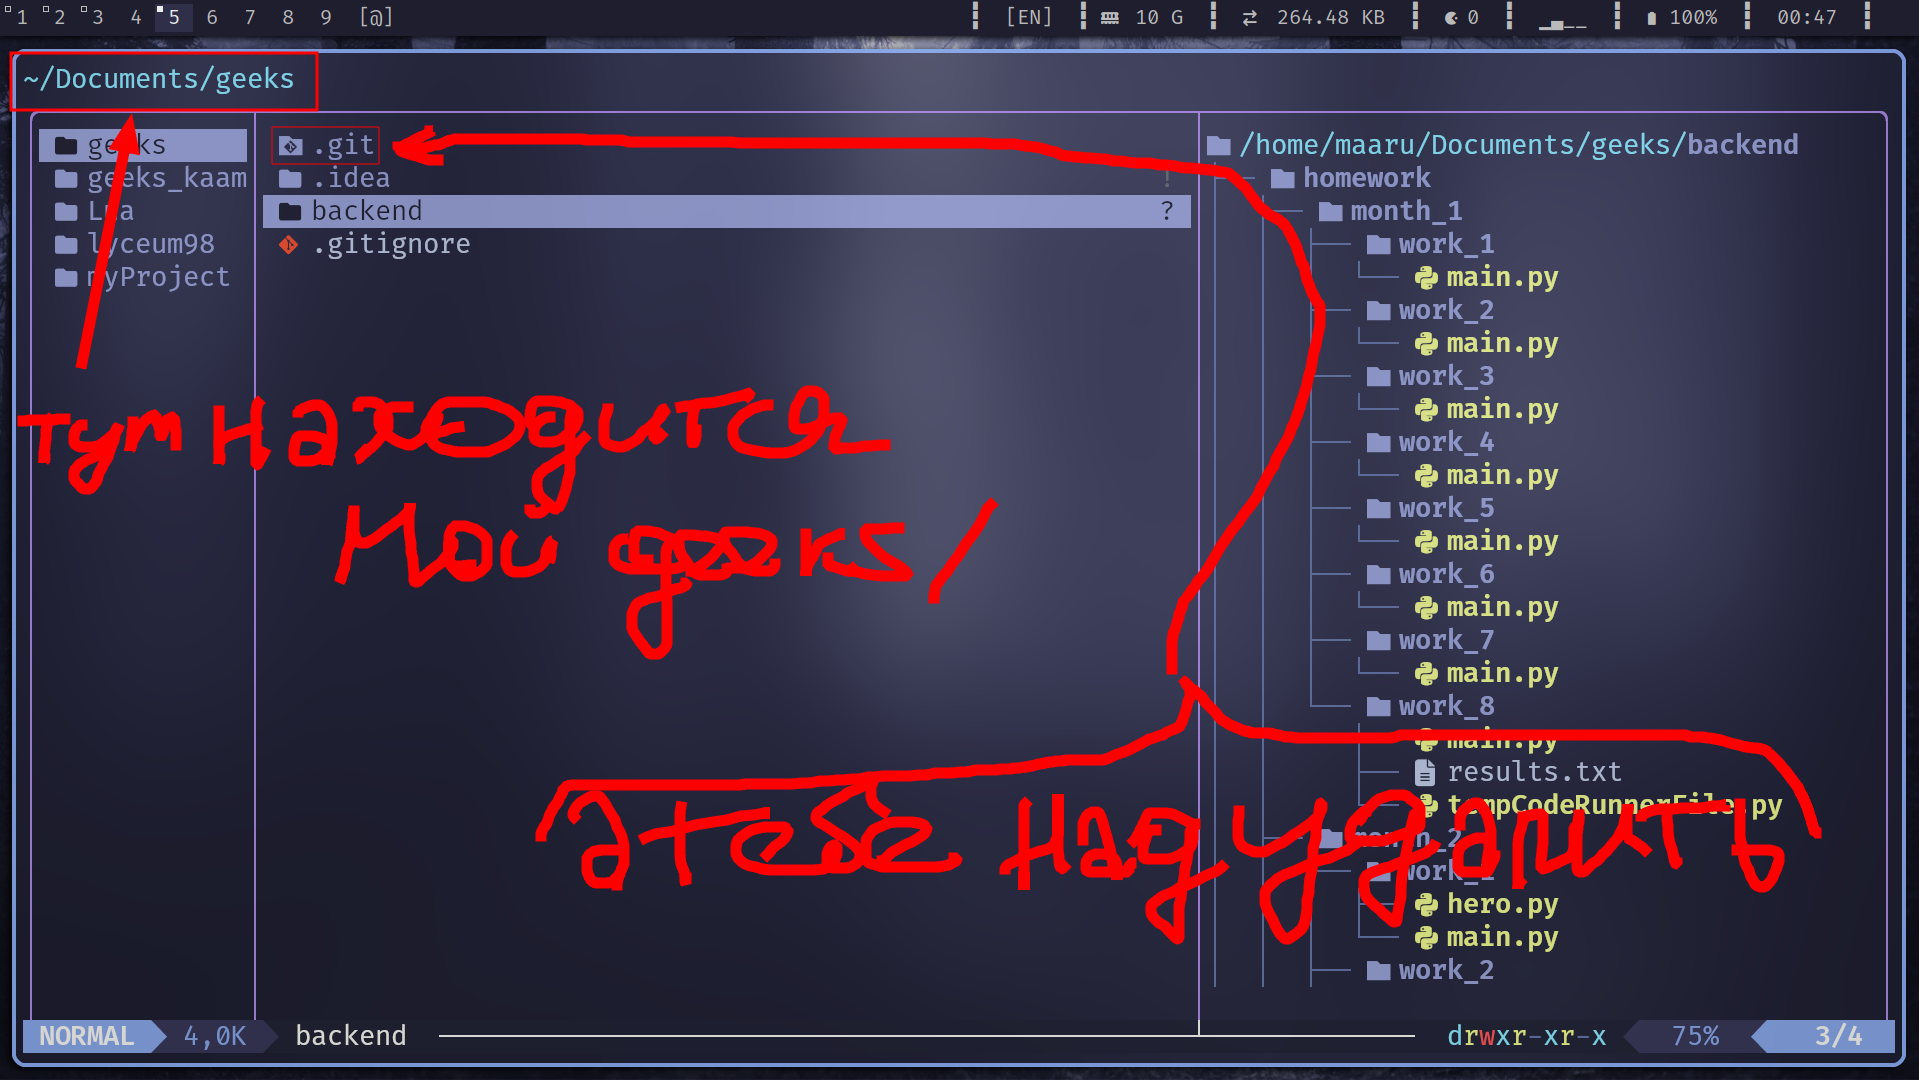 1 2 3 4 5 6 7 8 9 [@] [EN] 10 G 264.48 KB 0 100% 00:47
~/Documents/geeks
geeks
geeks_kaam
Lua
lyceum98
myProject
.git
.idea !
backend ?
.gitignore
/home/maaru/Documents/geeks/backend
homework
month_1
work_1
main.py
work_2
main.py
work_3
main.py
work_4
main.py
work_5
main.py
work_6
main.py
work_7
main.py
work_8
main.py
results.txt
tempCodeRunnerFile.py
month_2
work_1
hero.py
main.py
work_2
тут находится
мой geeks/
а тебе надо удалить
NORMAL 4,0K backend drwxr-xr-x 75% 3/4